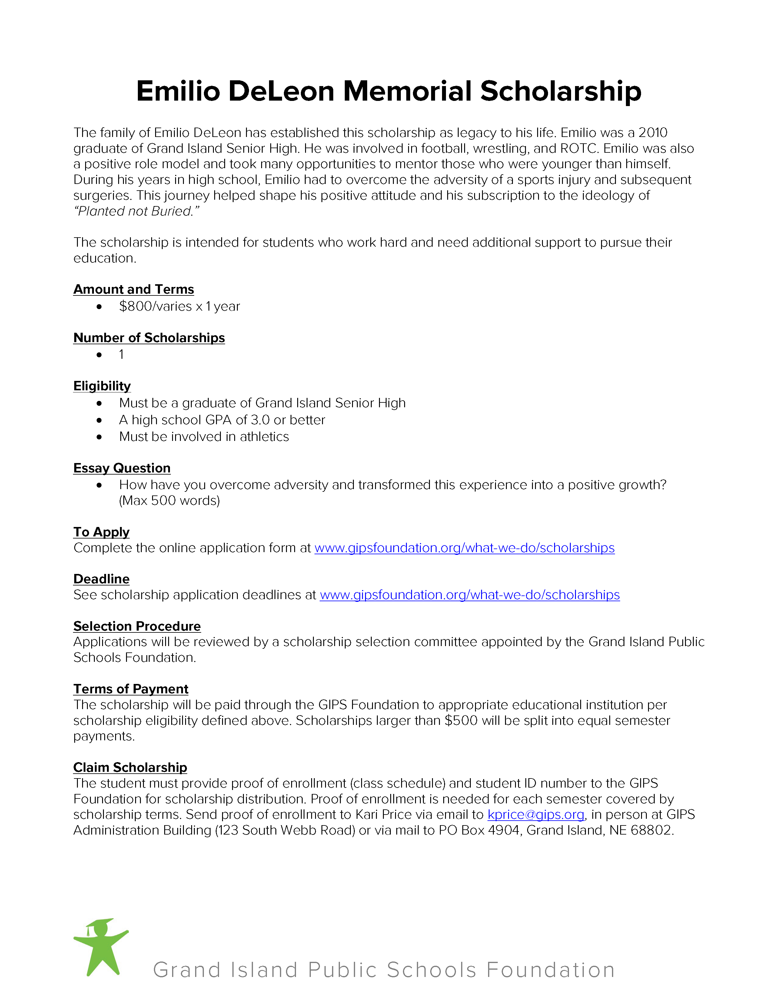 Emilio DeLeon Memorial Scholarship
The family of Emilio DeLeon has established this scholarship as legacy to his life. Emilio was a 2010
graduate of Grand Island Senior High. He was involved in football, wrestling, and ROTC. Emilio was also
a positive role model and took many opportunities to mentor those who were younger than himself.
During his years in high school, Emilio had to overcome the adversity of a sports injury and subsequent
surgeries. This journey helped shape his positive attitude and his subscription to the ideology of
“Planted not Buried.”
The scholarship is intended for students who work hard and need additional support to pursue their
education.
Amount and Terms
• $800/varies x 1 year
Number of Scholarships
• 1
Eligibility
• Must be a graduate of Grand Island Senior High
• A high school GPA of 3.0 or better
• Must be involved in athletics
Essay Question
• How have you overcome adversity and transformed this experience into a positive growth?
(Max 500 words)
To Apply
Complete the online application form at www.gipsfoundation.org/what-we-do/scholarships
Deadline
See scholarship application deadlines at www.gipsfoundation.org/what-we-do/scholarships
Selection Procedure
Applications will be reviewed by a scholarship selection committee appointed by the Grand Island Public
Schools Foundation.
Terms of Payment
The scholarship will be paid through the GIPS Foundation to appropriate educational institution per
scholarship eligibility defined above. Scholarships larger than $500 will be split into equal semester
payments.
Claim Scholarship
The student must provide proof of enrollment (class schedule) and student ID number to the GIPS
Foundation for scholarship distribution. Proof of enrollment is needed for each semester covered by
scholarship terms. Send proof of enrollment to Kari Price via email to kprice@gips.org, in person at GIPS
Administration Building (123 South Webb Road) or via mail to PO Box 4904, Grand Island, NE 68802.
Grand Island Public Schools Foundation